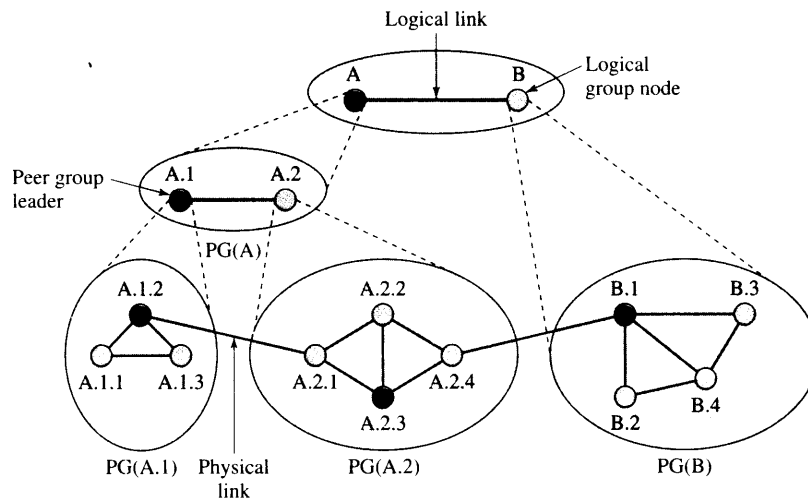 Logical link
A
B
Logical
group node
Peer group
leader
A.1
A.2
PG(A)
A.1.2
A.1.1
A.1.3
A.2.2
A.2.1
A.2.4
A.2.3
B.1
B.3
B.2
B.4
PG(A.1)
Physical
link
PG(A.2)
PG(B)